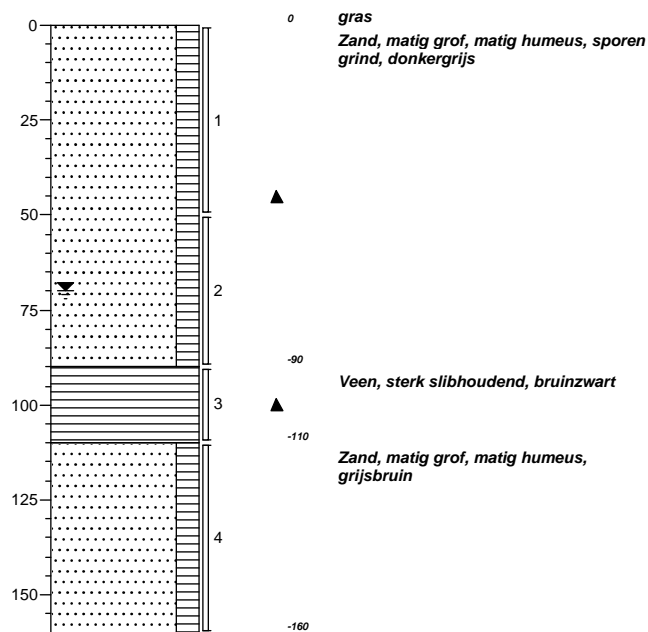 0
25
50
75
100
125
150
1
2
3
4
0
-90
-110
-160
gras
Zand, matig grof, matig humeus, sporen
grind, donkergrijs
Veen, sterk slibhoudend, bruinzwart
Zand, matig grof, matig humeus,
grijsbruin